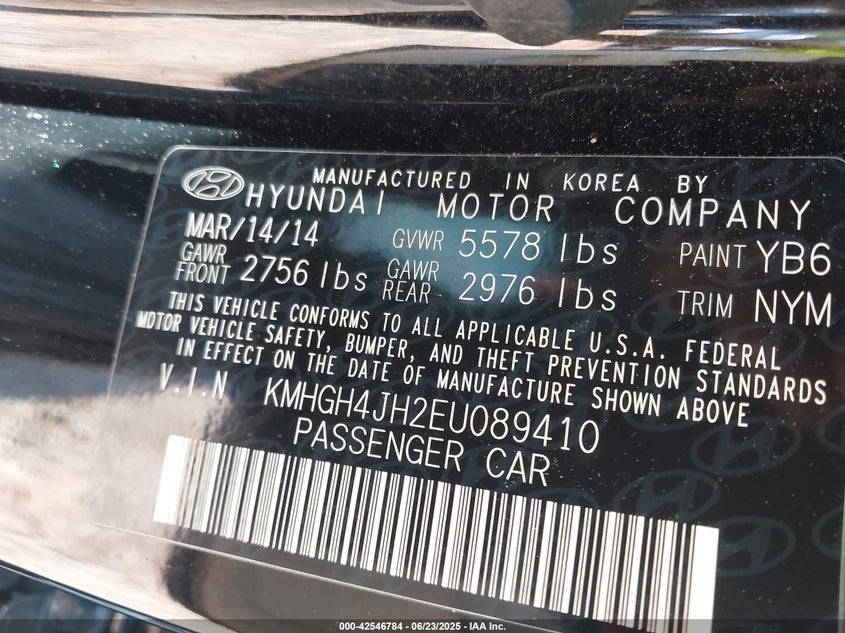 MANUFACTURED IN KOREA BY
HYUNDAI MOTOR COMPANY
MAR/14/14 GVWR 5578 lbs PAINT YB6
GAWR FRONT 2756 lbs GAWR REAR 2976 lbs TRIM NYM
THIS VEHICLE CONFORMS TO ALL APPLICABLE U.S.A. FEDERAL
MOTOR VEHICLE SAFETY, BUMPER, AND THEFT PREVENTION STANDARDS
IN EFFECT ON THE DATE OF MANUFACTURE SHOWN ABOVE
V.I.N KMHGH4JH2EU089410
PASSENGER CAR
000-42546784 - 06/23/2025 - IAA Inc.